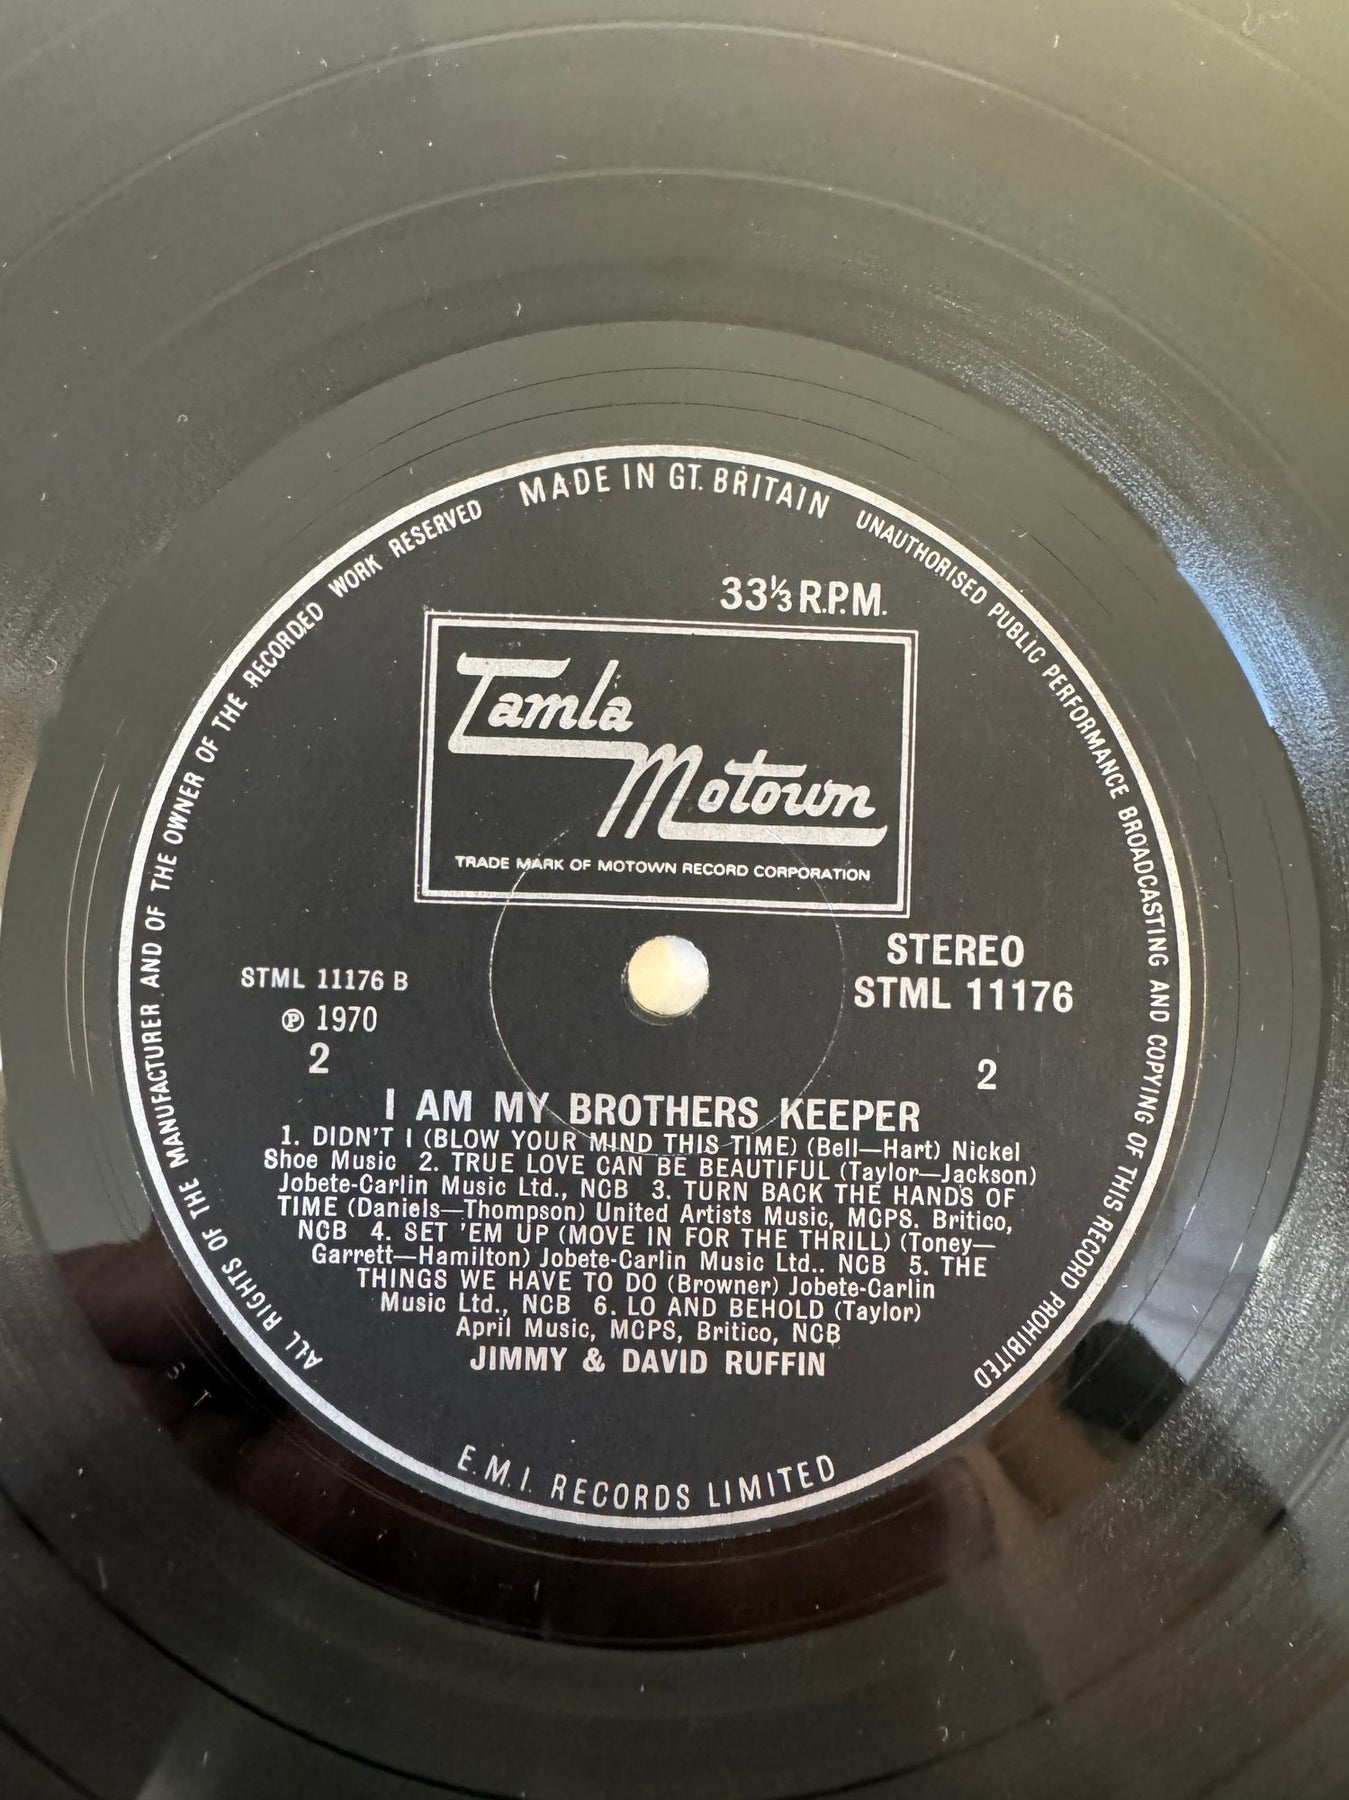 MADE IN GT. BRITAIN
UNAUTHORISED PUBLIC PERFORMANCE BROADCASTING AND COPYING OF THIS RECORD PROHIBITED
ALL RIGHTS OF THE MANUFACTURER AND OF THE OWNER OF THE RECORDED WORK RESERVED
33⅓ R.P.M.
Tamla
Motown
TRADE MARK OF MOTOWN RECORD CORPORATION
STEREO
STML 11176 B
STML 11176
℗ 1970
2
2
I AM MY BROTHERS KEEPER
1. DIDN'T I (BLOW YOUR MIND THIS TIME) (Bell—Hart) Nickel
Shoe Music 2. TRUE LOVE CAN BE BEAUTIFUL (Taylor—Jackson)
Jobete-Carlin Music Ltd., NCB 3. TURN BACK THE HANDS OF
TIME (Daniels—Thompson) United Artists Music, MCPS. Britico,
NCB 4. SET 'EM UP (MOVE IN FOR THE THRILL) (Toney—
Garrett—Hamilton) Jobete-Carlin Music Ltd.. NCB 5. THE
THINGS WE HAVE TO DO (Browner) Jobete-Carlin
Music Ltd., NCB 6. LO AND BEHOLD (Taylor)
April Music, MCPS, Britico, NCB
JIMMY & DAVID RUFFIN
E.M.I. RECORDS LIMITED